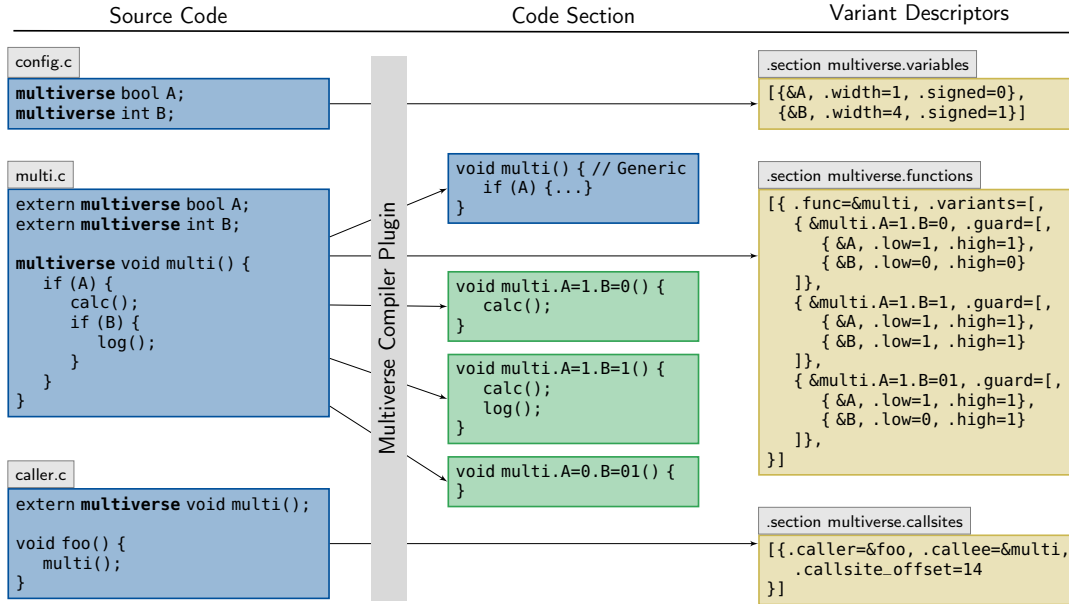 Source Code
Code Section
Variant Descriptors
config.c
multiverse bool A;
multiverse int B;
multi.c
extern multiverse bool A;
extern multiverse int B;
multiverse void multi() {
if (A) {
calc();
if (B) {
log();
}
}
}
caller.c
extern multiverse void multi();
void foo() {
multi();
}
Multiverse Compiler Plugin
void multi() { // Generic
if (A) {...}
}
void multi.A=1.B=0() {
calc();
}
void multi.A=1.B=1() {
calc();
log();
}
void multi.A=0.B=01() {
}
.section multiverse.variables
[{&A, .width=1, .signed=0},
{&B, .width=4, .signed=1}]
.section multiverse.functions
[{ .func=&multi, .variants=[,
{ &multi.A=1.B=0, .guard=[,
{ &A, .low=1, .high=1},
{ &B, .low=0, .high=0}
]},
{ &multi.A=1.B=1, .guard=[,
{ &A, .low=1, .high=1},
{ &B, .low=1, .high=1}
]},
{ &multi.A=1.B=01, .guard=[,
{ &A, .low=1, .high=1},
{ &B, .low=0, .high=1}
]},
}]
.section multiverse.callsites
[{.caller=&foo, .callee=&multi,
.callsite_offset=14
}]